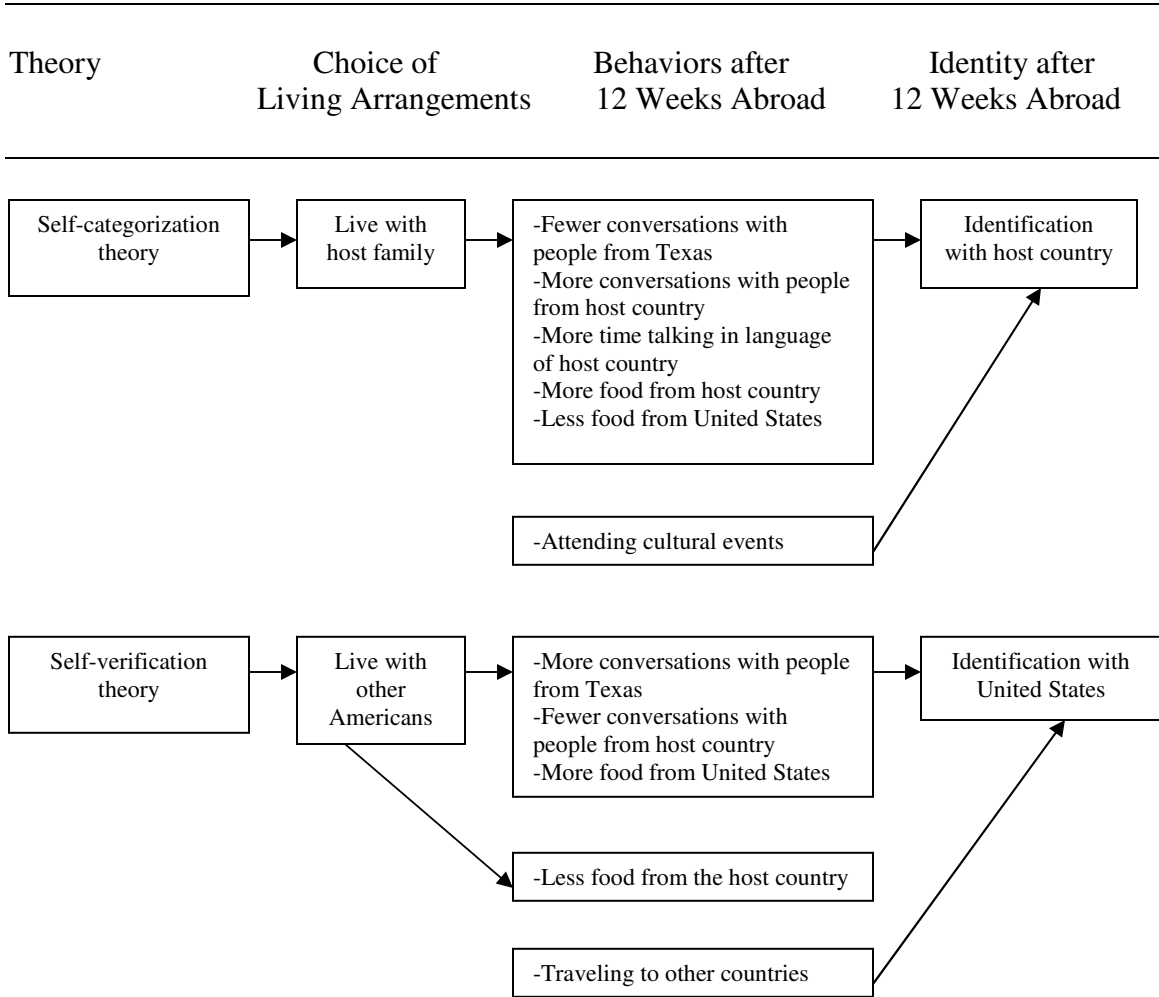 Theory
Choice of
Living Arrangements
Behaviors after
12 Weeks Abroad
Identity after
12 Weeks Abroad
Self-categorization
theory
Live with
host family
-Fewer conversations with
people from Texas
-More conversations with people
from host country
-More time talking in language
of host country
-More food from host country
-Less food from United States
Identification
with host country
-Attending cultural events
Self-verification
theory
Live with
other
Americans
-More conversations with people
from Texas
-Fewer conversations with
people from host country
-More food from United States
Identification with
United States
-Less food from the host country
-Traveling to other countries